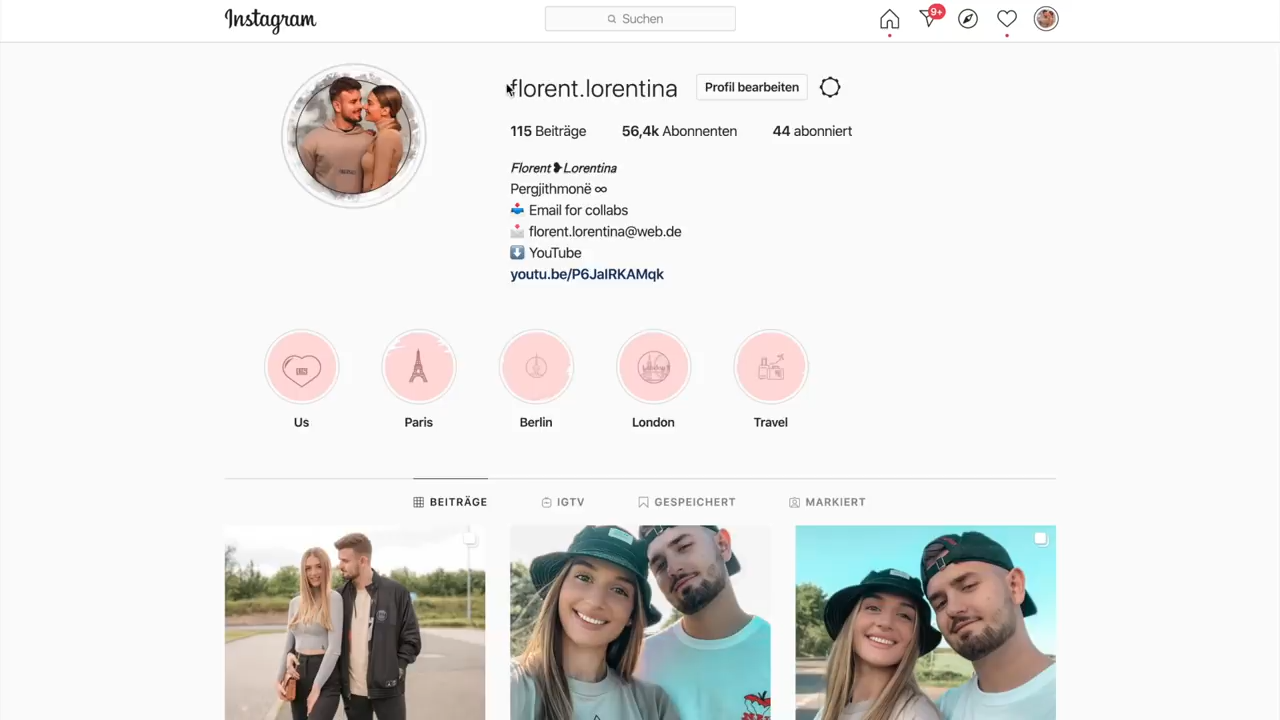 Instagram
Suchen
9+
florent.lorentina
Profil bearbeiten
115 Beiträge
56,4k Abonnenten
44 abonniert
Florent❥Lorentina
Pergjithmonë ∞
📥 Email for collabs
📩 florent.lorentina@web.de
⬇️ YouTube
youtu.be/P6JaIRKAMqk
Us
Paris
Berlin
London
Travel
BEITRÄGE
IGTV
GESPEICHERT
MARKIERT